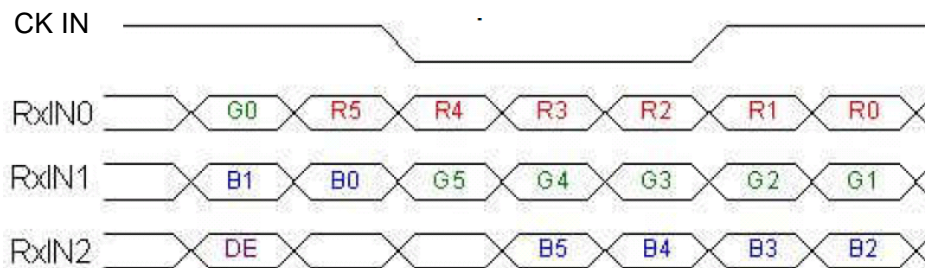 CK IN
RxIN0 G0 R5 R4 R3 R2 R1 R0
RxIN1 B1 B0 G5 G4 G3 G2 G1
RxIN2 DE B5 B4 B3 B2